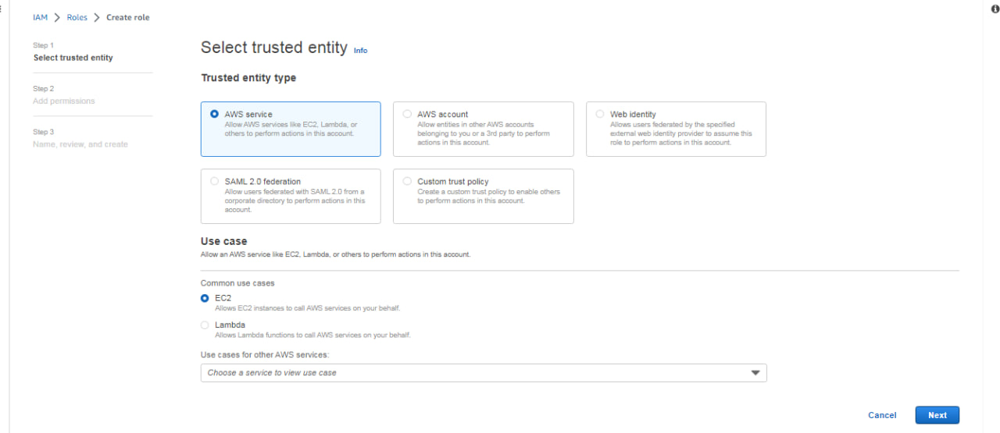 IAM > Roles > Create role
Step 1
Select trusted entity
Step 2
Add permissions
Step 3
Name, review, and create
Select trusted entity Info
Trusted entity type
AWS service
Allow AWS services like EC2, Lambda, or
others to perform actions in this account.
AWS account
Allow entities in other AWS accounts
belonging to you or a 3rd party to perform
actions in this account.
Web identity
Allows users federated by the specified
external web identity provider to assume this
role to perform actions in this account.
SAML 2.0 federation
Allow users federated with SAML 2.0 from a
corporate directory to perform actions in this
account.
Custom trust policy
Create a custom trust policy to enable others
to perform actions in this account.
Use case
Allow an AWS service like EC2, Lambda, or others to perform actions in this account.
Common use cases
EC2
Allows EC2 instances to call AWS services on your behalf.
Lambda
Allows Lambda functions to call AWS services on your behalf.
Use cases for other AWS services:
Choose a service to view use case
Cancel
Next